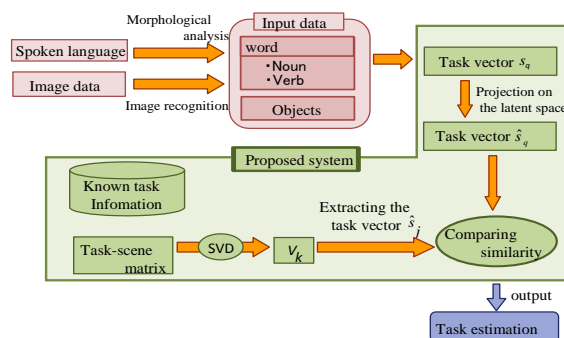 Morphological
analysis
Spoken language
Image data
Image recognition
Input data
word
・Noun
・Verb
Objects
Task vector s_q
Projection on
the latent space
Task vector ŝ_q
Proposed system
Known task
Infomation
Extracting the
task vector ŝ_j
Task-scene
matrix
SVD
V_k
Comparing
similarity
output
Task estimation